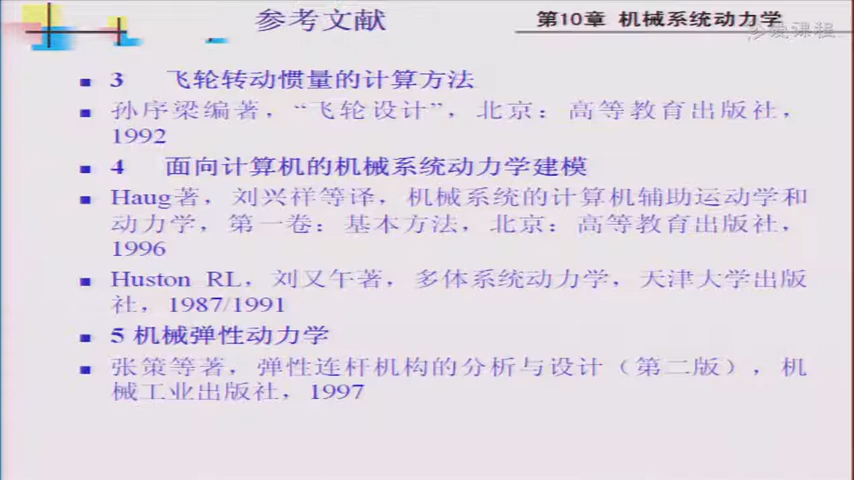 参考文献
第10章 机械系统动力学
爱课程
3 飞轮转动惯量的计算方法
孙序梁编著，“飞轮设计”，北京：高等教育出版社，
1992
4 面向计算机的机械系统动力学建模
Haug著，刘兴祥等译，机械系统的计算机辅助运动学和
动力学，第一卷：基本方法，北京：高等教育出版社，
1996
Huston RL，刘又午著，多体系统动力学，天津大学出版
社，1987/1991
5 机械弹性动力学
张策等著，弹性连杆机构的分析与设计（第二版），机
械工业出版社，1997